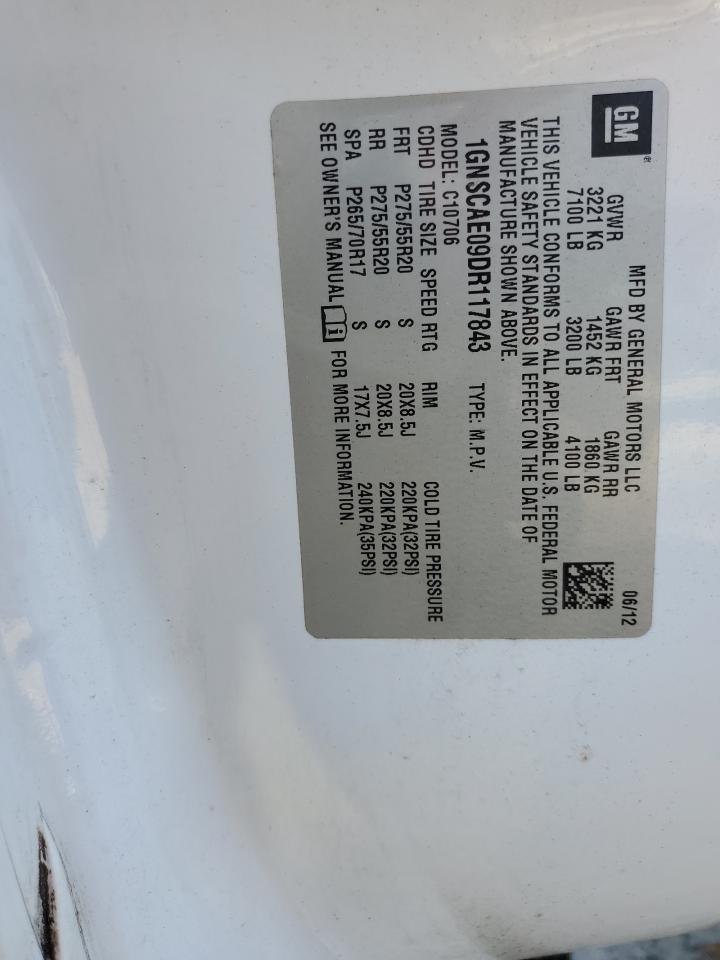 GM ®
MFD BY GENERAL MOTORS LLC 06/12
GVWR GAWR FRT GAWR RR
3221 KG 1452 KG 1860 KG
7100 LB 3200 LB 4100 LB
THIS VEHICLE CONFORMS TO ALL APPLICABLE U.S. FEDERAL MOTOR
VEHICLE SAFETY STANDARDS IN EFFECT ON THE DATE OF
MANUFACTURE SHOWN ABOVE.
1GNSCAE09DR117843 TYPE: M.P.V.
MODEL: C10706
CDHD TIRE SIZE SPEED RTG RIM COLD TIRE PRESSURE
FRT P275/55R20 S 20X8.5J 220KPA(32PSI)
RR P275/55R20 S 20X8.5J 220KPA(32PSI)
SPA P265/70R17 S 17X7.5J 240KPA(35PSI)
SEE OWNER'S MANUAL FOR MORE INFORMATION.